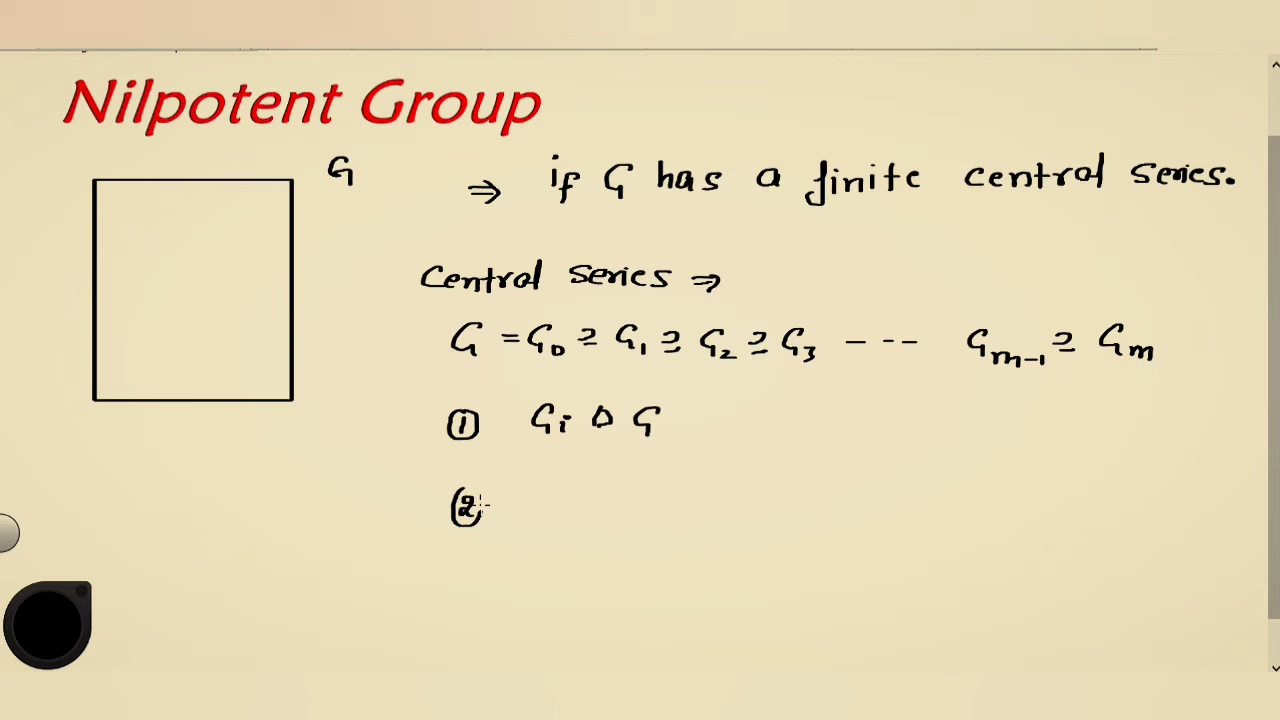 Nilpotent Group
G ⇒ if G has a finite central series.
Central series ⇒
G = G₀ ≥ G₁ ≥ G₂ ≥ G₃ - - - Gₘ₋₁ ≥ Gₘ
① Gᵢ Δ G
②